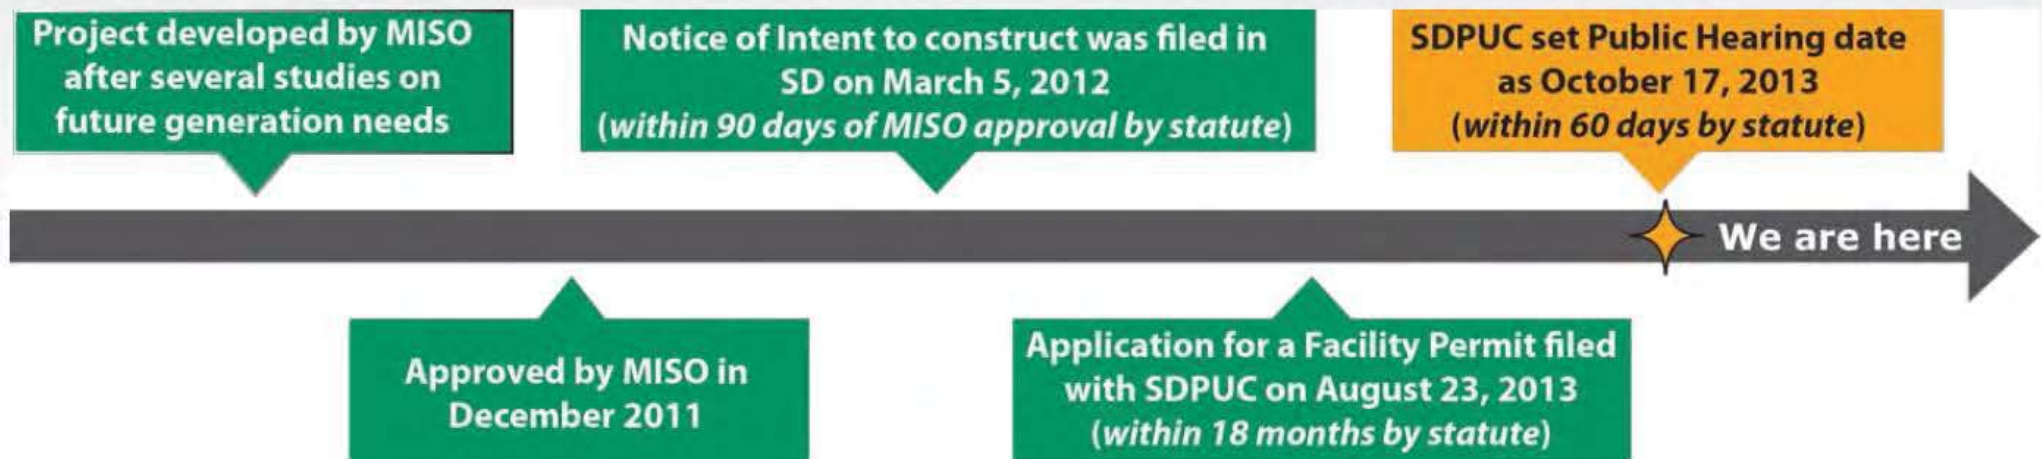 Project developed by MISO
after several studies on
future generation needs
Notice of Intent to construct was filed in
SD on March 5, 2012
(within 90 days of MISO approval by statute)
SDPUC set Public Hearing date
as October 17, 2013
(within 60 days by statute)
We are here
Approved by MISO in
December 2011
Application for a Facility Permit filed
with SDPUC on August 23, 2013
(within 18 months by statute)